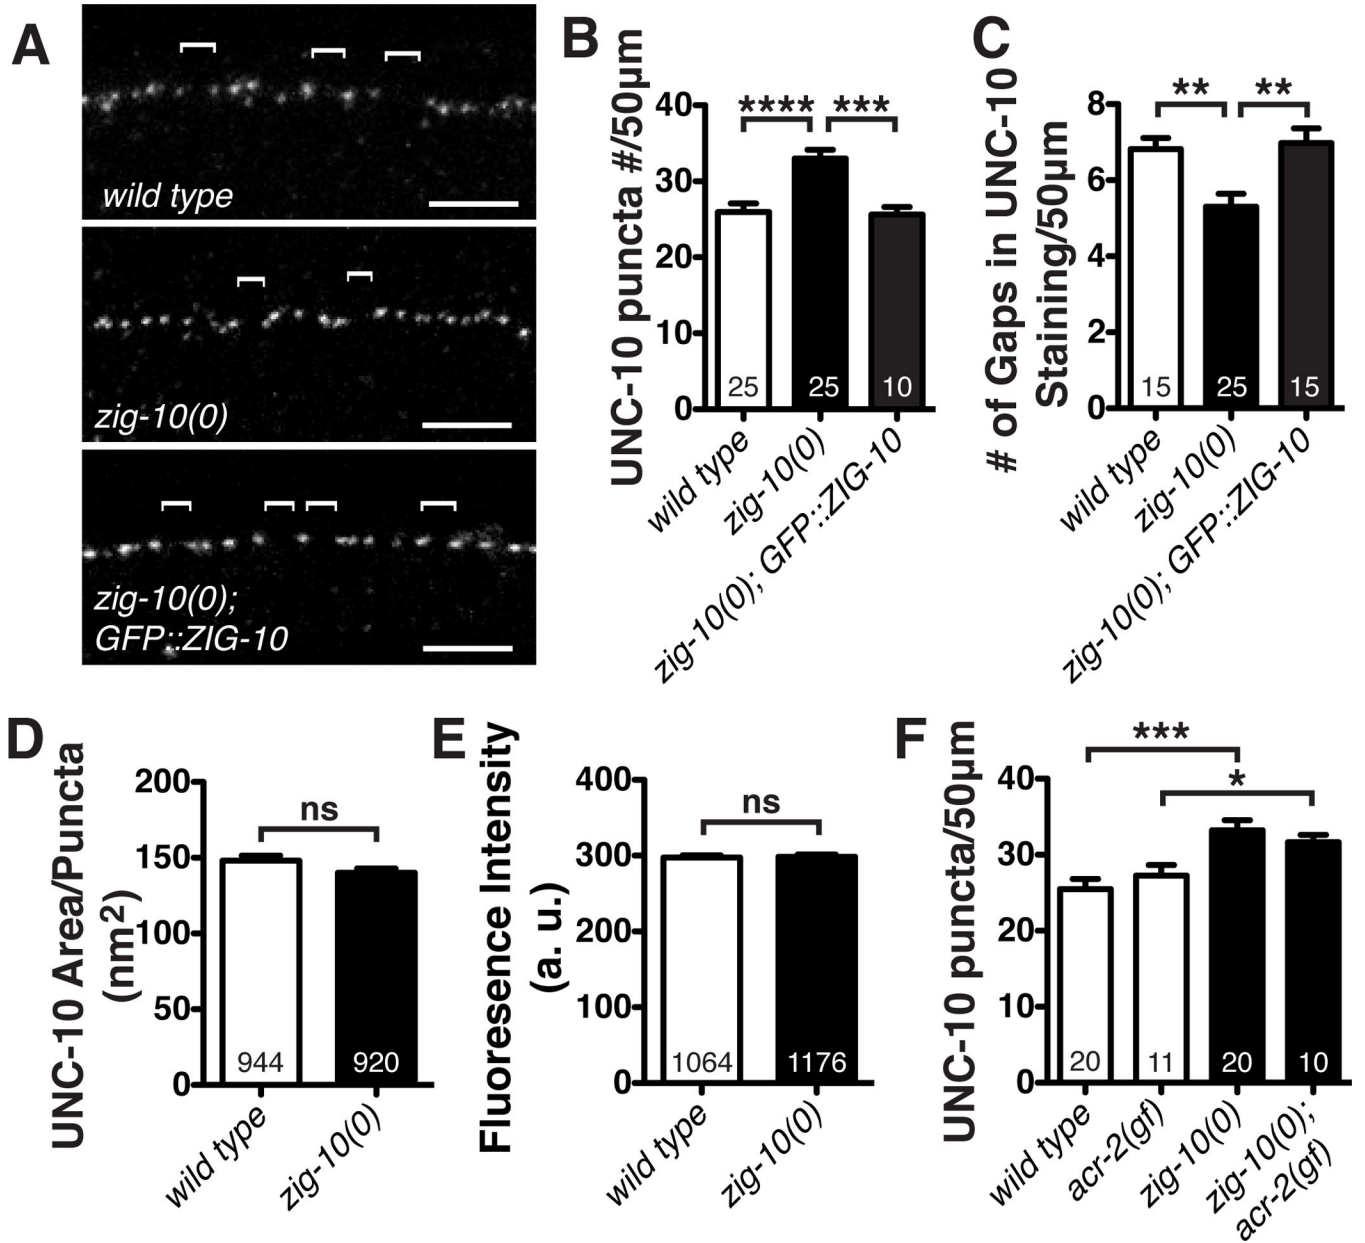 A
wild type
zig-10(0)
zig-10(0);
GFP::ZIG-10
B
UNC-10 puncta #/50µm
40
30
20
10
0
****
***
25
25
10
wild type
zig-10(0)
zig-10(0); GFP::ZIG-10
C
# of Gaps in UNC-10
Staining/50µm
8
6
4
2
0
**
**
15
25
15
wild type
zig-10(0)
zig-10(0); GFP::ZIG-10
D
UNC-10 Area/Puncta
(nm2)
200
150
100
50
0
ns
944
920
wild type
zig-10(0)
E
Fluoresence Intensity
(a. u.)
400
300
200
100
0
ns
1064
1176
wild type
zig-10(0)
F
UNC-10 puncta/50µm
40
30
20
10
0
***
*
20
11
20
10
wild type
acr-2(gf)
zig-10(0)
zig-10(0);
acr-2(gf)